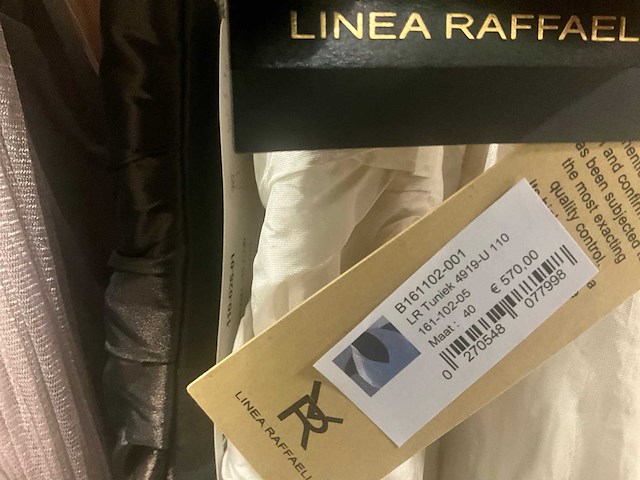 LINEA RAFFAEL
and confi
as been subjected
the most exacting
quality control.
B161102-001
LR Tuniek 4919-U 110
161-102-05
Maat: 40 € 570.00
0 270548 077998
LINEA RAFFAELL